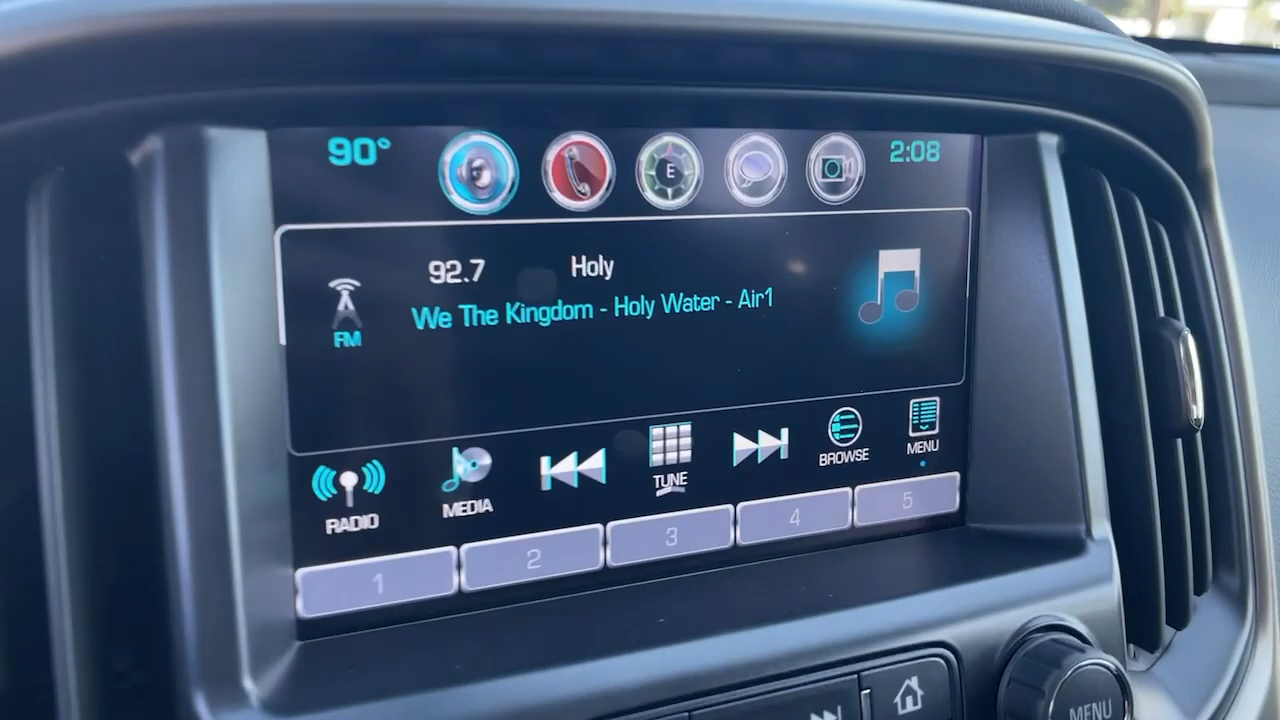 90°
E
2:08
92.7 Holy
We The Kingdom - Holy Water - Air1
FM
RADIO
MEDIA
TUNE
BROWSE
MENU
1
2
3
4
5
MENU